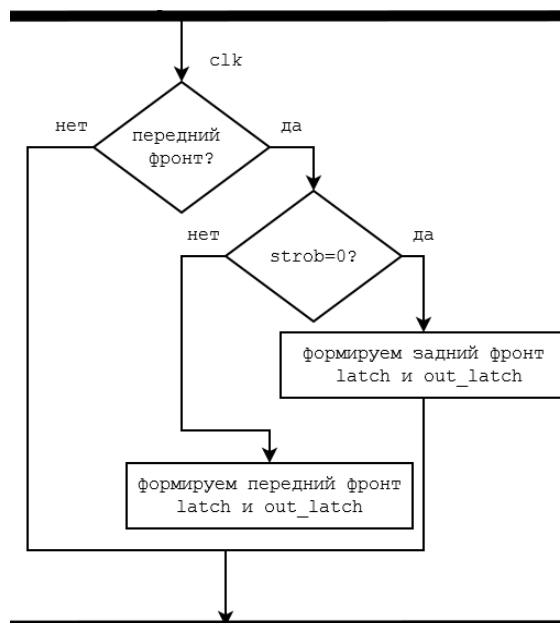 clk
нет
передний
фронт?
да
нет
strob=0?
да
формируем задний фронт
latch и out_latch
формируем передний фронт
latch и out_latch